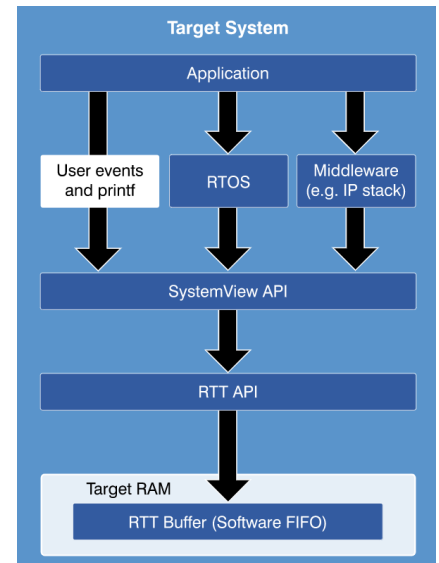 Target System
Application
User events
and printf
RTOS
Middleware
(e.g. IP stack)
SystemView API
RTT API
Target RAM
RTT Buffer (Software FIFO)